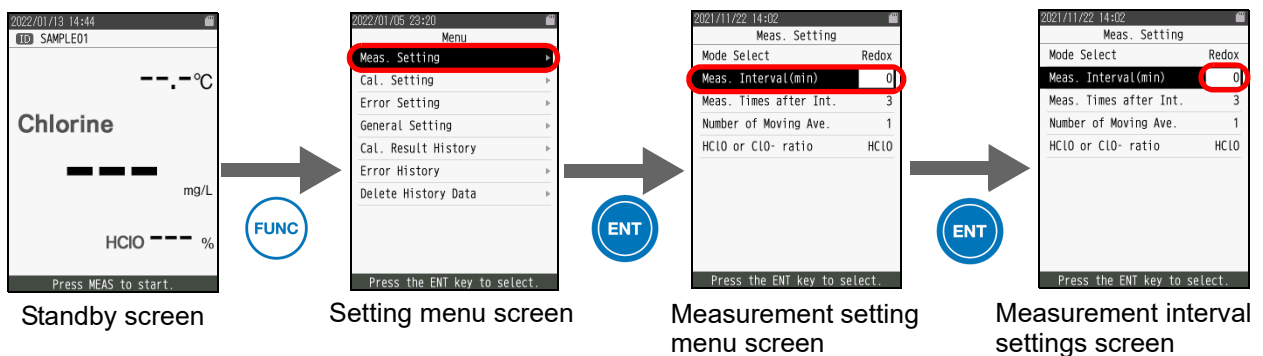 2022/01/13 14:44
ID SAMPLE01
--.-℃
Chlorine
---
mg/L
HClO --- %
Press MEAS to start.
Standby screen
FUNC
2022/01/05 23:20
Menu
Meas. Setting
Cal. Setting
Error Setting
General Setting
Cal. Result History
Error History
Delete History Data
Press the ENT key to select.
Setting menu screen
ENT
2021/11/22 14:02
Meas. Setting
Mode Select Redox
Meas. Interval(min) 0
Meas. Times after Int. 3
Number of Moving Ave. 1
HClO or ClO- ratio HClO
Press the ENT key to select.
Measurement setting
menu screen
ENT
2021/11/22 14:02
Meas. Setting
Mode Select Redox
Meas. Interval(min) 0
Meas. Times after Int. 3
Number of Moving Ave. 1
HClO or ClO- ratio HClO
Press the ENT key to select.
Measurement interval
settings screen